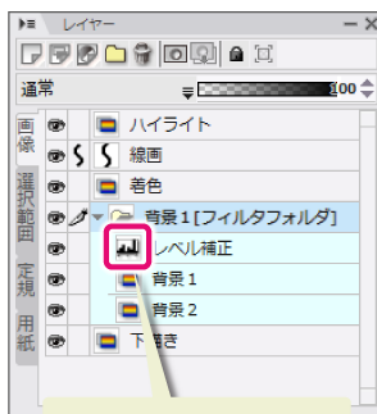 レイヤー
通常
100
画像
選択範囲
定規
用紙
ハイライト
線画
着色
背景1[フィルタフォルダ]
レベル補正
背景1
背景2
下描き